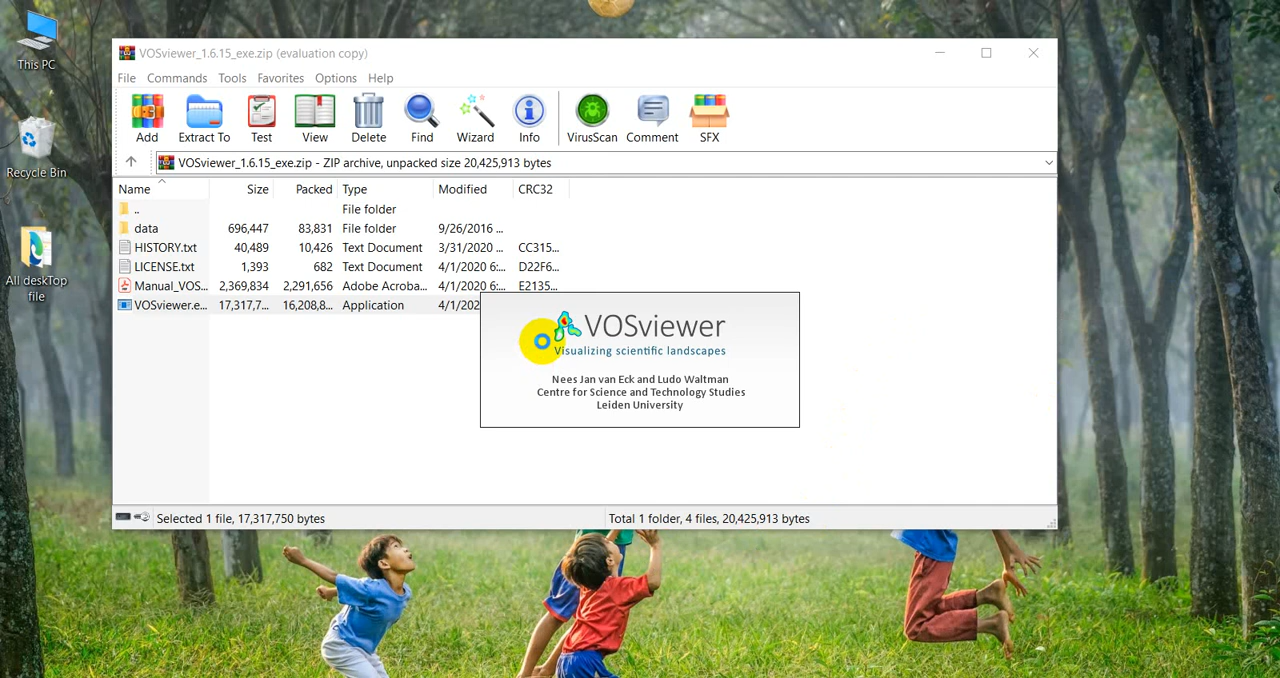 This PC
Recycle Bin
All deskTop
file
VOSviewer_1.6.15_exe.zip (evaluation copy)
File Commands Tools Favorites Options Help
Add Extract To Test View Delete Find Wizard Info VirusScan Comment SFX
VOSviewer_1.6.15_exe.zip - ZIP archive, unpacked size 20,425,913 bytes
Name Size Packed Type Modified CRC32
.. File folder
data 696,447 83,831 File folder 9/26/2016 ...
HISTORY.txt 40,489 10,426 Text Document 3/31/2020 ... CC315...
LICENSE.txt 1,393 682 Text Document 4/1/2020 6:... D22F6...
Manual_VOS... 2,369,834 2,291,656 Adobe Acroba... 4/1/2020 6:... E2135...
VOSviewer.e... 17,317,7... 16,208,8... Application 4/1/202
VOSviewer
Visualizing scientific landscapes
Nees Jan van Eck and Ludo Waltman
Centre for Science and Technology Studies
Leiden University
Selected 1 file, 17,317,750 bytes
Total 1 folder, 4 files, 20,425,913 bytes